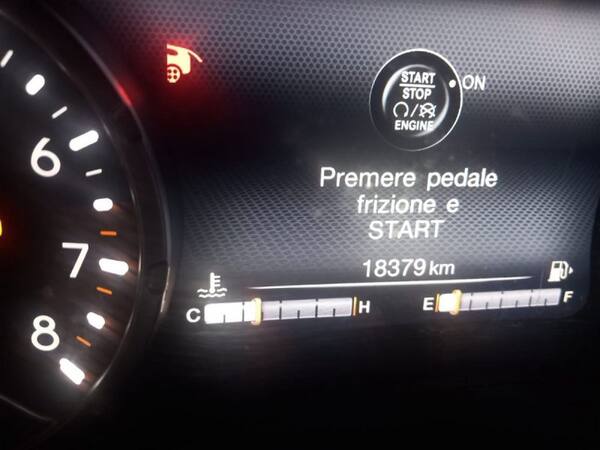 START
STOP
ON
ENGINE
Premere pedale
frizione e
START
18379 km
C H
E F
6
7
8